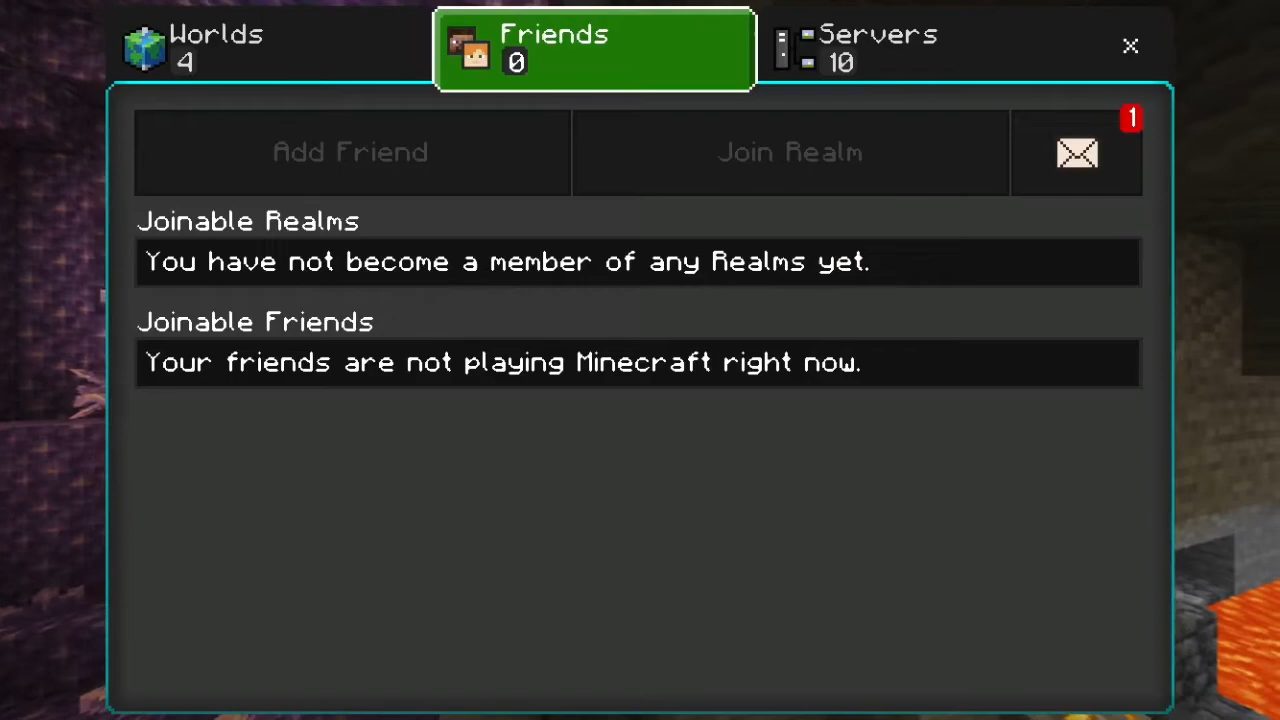 Worlds
4
Friends
0
Servers
10
Add Friend
Join Realm
1
Joinable Realms
You have not become a member of any Realms yet.
Joinable Friends
Your friends are not playing Minecraft right now.